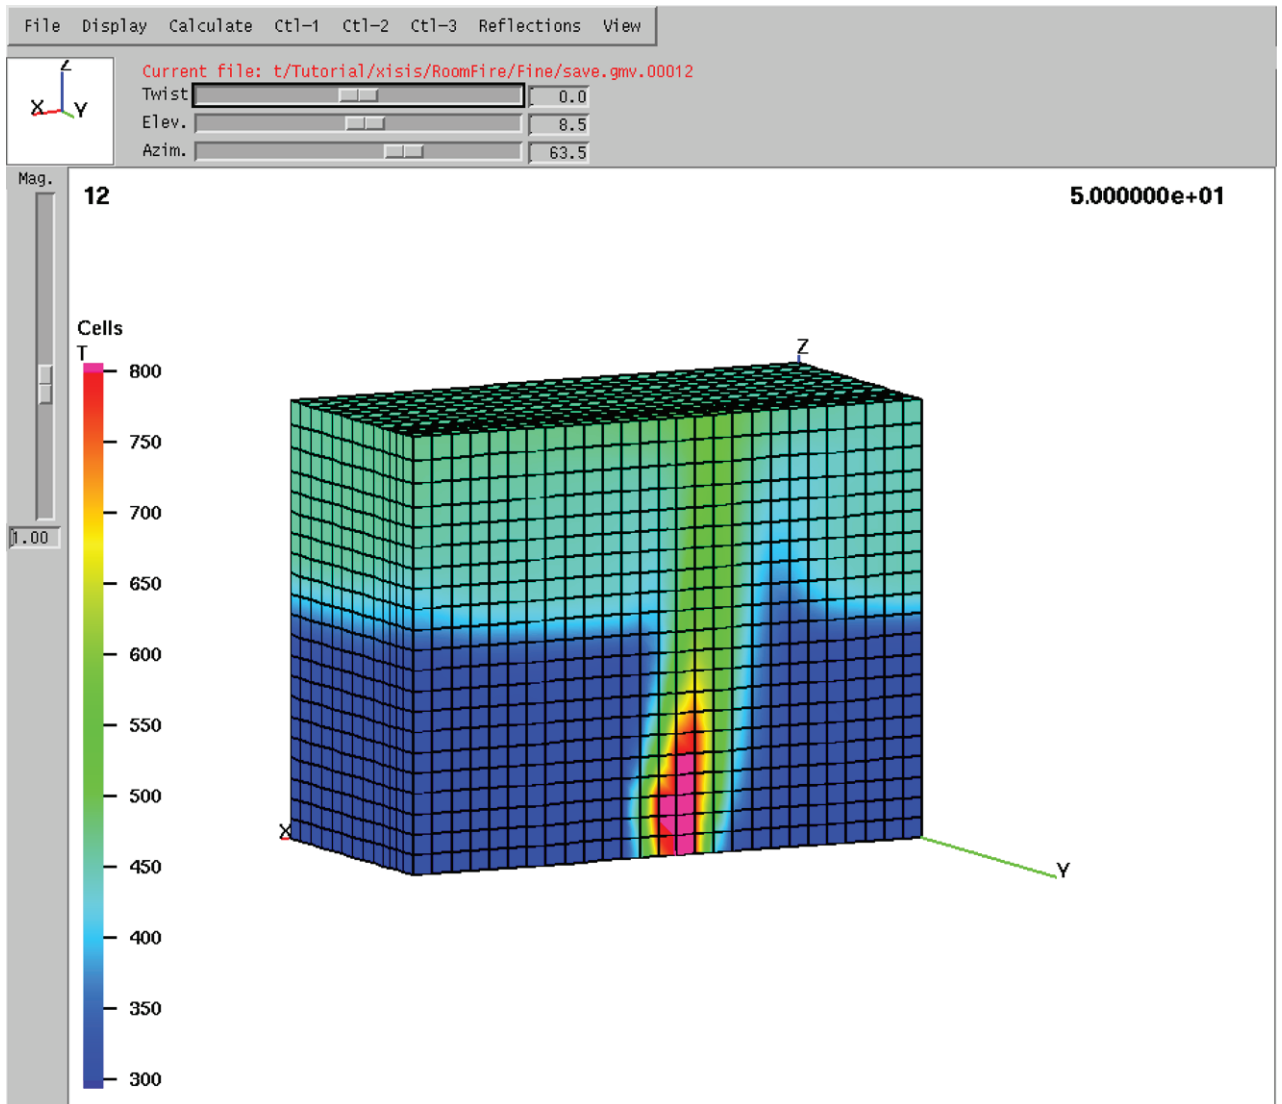 File Display Calculate Ctl-1 Ctl-2 Ctl-3 Reflections View
Z
X
Y
Current file: t/Tutorial/xisis/RoomFire/Fine/save.gmv.00012
Twist 0.0
Elev. 8.5
Azim. 63.5
Mag.
1.00
12
5.000000e+01
Cells
T
800
750
700
650
600
550
500
450
400
350
300
Z
X
Y